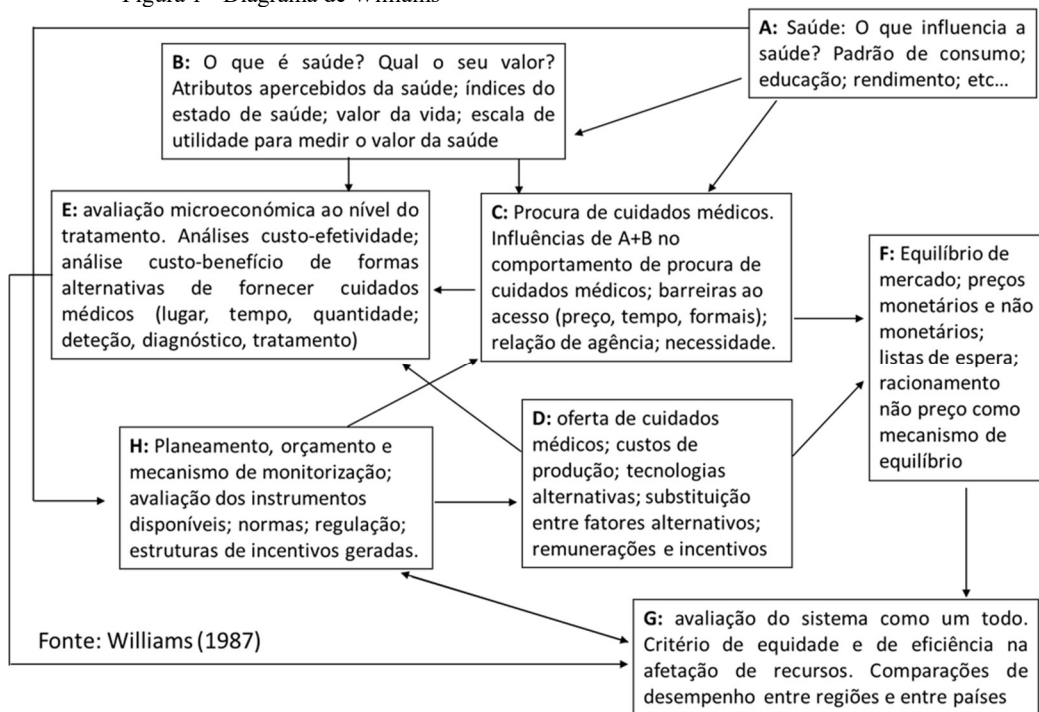 Figura 1 - Diagrama de Williams
A: Saúde: O que influencia a
saúde? Padrão de consumo;
educação; rendimento; etc...
B: O que é saúde? Qual o seu valor?
Atributos apercebidos da saúde; índices do
estado de saúde; valor da vida; escala de
utilidade para medir o valor da saúde
E: avaliação microeconómica ao nível do
tratamento. Análises custo-efetividade;
análise custo-benefício de formas
alternativas de fornecer cuidados
médicos (lugar, tempo, quantidade;
deteção, diagnóstico, tratamento)
C: Procura de cuidados médicos.
Influências de A+B no
comportamento de procura de
cuidados médicos; barreiras ao
acesso (preço, tempo, formais);
relação de agência; necessidade.
F: Equilíbrio de
mercado; preços
monetários e não
monetários;
listas de espera;
racionamento
não preço como
mecanismo de
equilíbrio
H: Planeamento, orçamento e
mecanismo de monitorização;
avaliação dos instrumentos
disponíveis; normas; regulação;
estruturas de incentivos geradas.
D: oferta de cuidados
médicos; custos de
produção; tecnologias
alternativas; substituição
entre fatores alternativos;
remunerações e incentivos
G: avaliação do sistema como um todo.
Critério de equidade e de eficiência na
afetação de recursos. Comparações de
desempenho entre regiões e entre países
Fonte: Williams (1987)